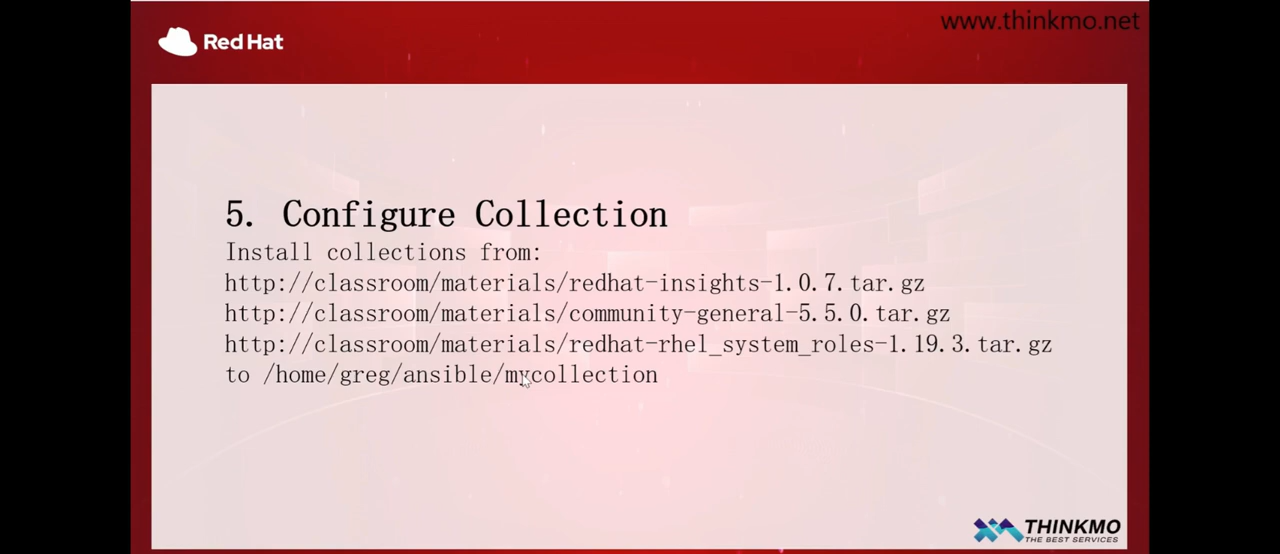 www.thinkmo.net
Red Hat
5. Configure Collection
Install collections from:
http://classroom/materials/redhat-insights-1.0.7.tar.gz
http://classroom/materials/community-general-5.5.0.tar.gz
http://classroom/materials/redhat-rhel_system_roles-1.19.3.tar.gz
to /home/greg/ansible/mycollection
THINKMO
THE BEST SERVICES